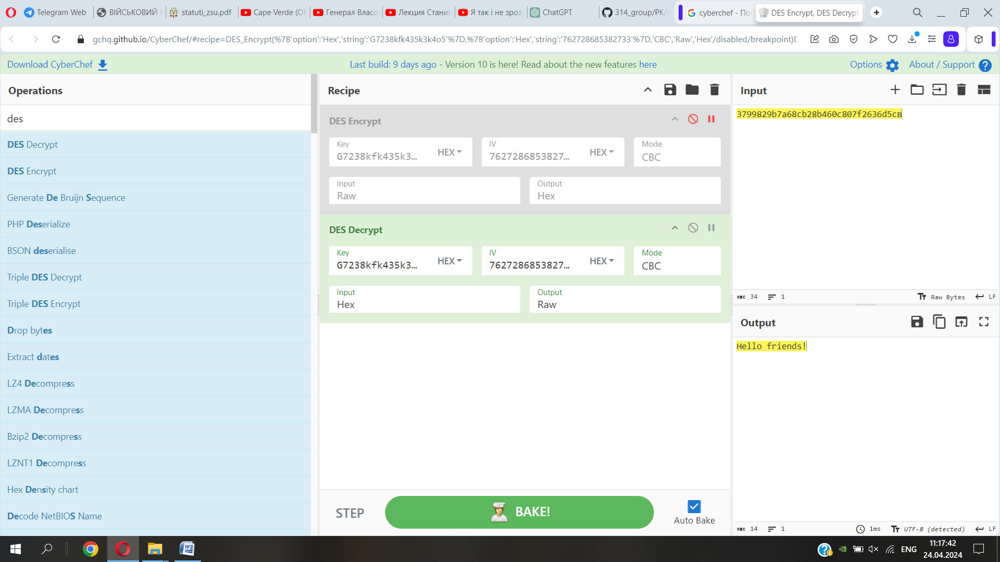 Telegram Web
ВІЙСЬКОВИЙ
statuti_zsu.pdf
Cape Verde (Of
Генерал Власо
Лекция Станис
Я так і не зроз
ChatGPT
314_group/РК/
cyberchef - По
DES Encrypt, DES Decrypt
gchq.github.io/CyberChef/#recipe=DES_Encrypt(%7B'option':'Hex','string':'G7238kfk435k3k4o5'%7D,%7B'option':'Hex','string':'762728685382733'%7D,'CBC','Raw','Hex'/disabled/breakpoint)D
Download CyberChef
Last build: 9 days ago - Version 10 is here! Read about the new features here
Options
About / Support
Operations
des
DES Decrypt
DES Encrypt
Generate De Bruijn Sequence
PHP Deserialize
BSON deserialise
Triple DES Decrypt
Triple DES Encrypt
Drop bytes
Extract dates
LZ4 Decompress
LZMA Decompress
Bzip2 Decompress
LZNT1 Decompress
Hex Density chart
Decode NetBIOS Name
Recipe
DES Encrypt
Key
G7238kfk435k3...
HEX
IV
7627286853827...
HEX
Mode
CBC
Input
Raw
Output
Hex
DES Decrypt
Key
G7238kfk435k3...
HEX
IV
7627286853827...
HEX
Mode
CBC
Input
Hex
Output
Raw
STEP
BAKE!
Auto Bake
Input
3799829b7a68cb28b460c807f2636d5св
ABC 34
1
Raw Bytes
LF
Output
Hello friends!
ABC 14
1
1ms
UTF-8 (detected)
LF
ENG
11:17:42
24.04.2024